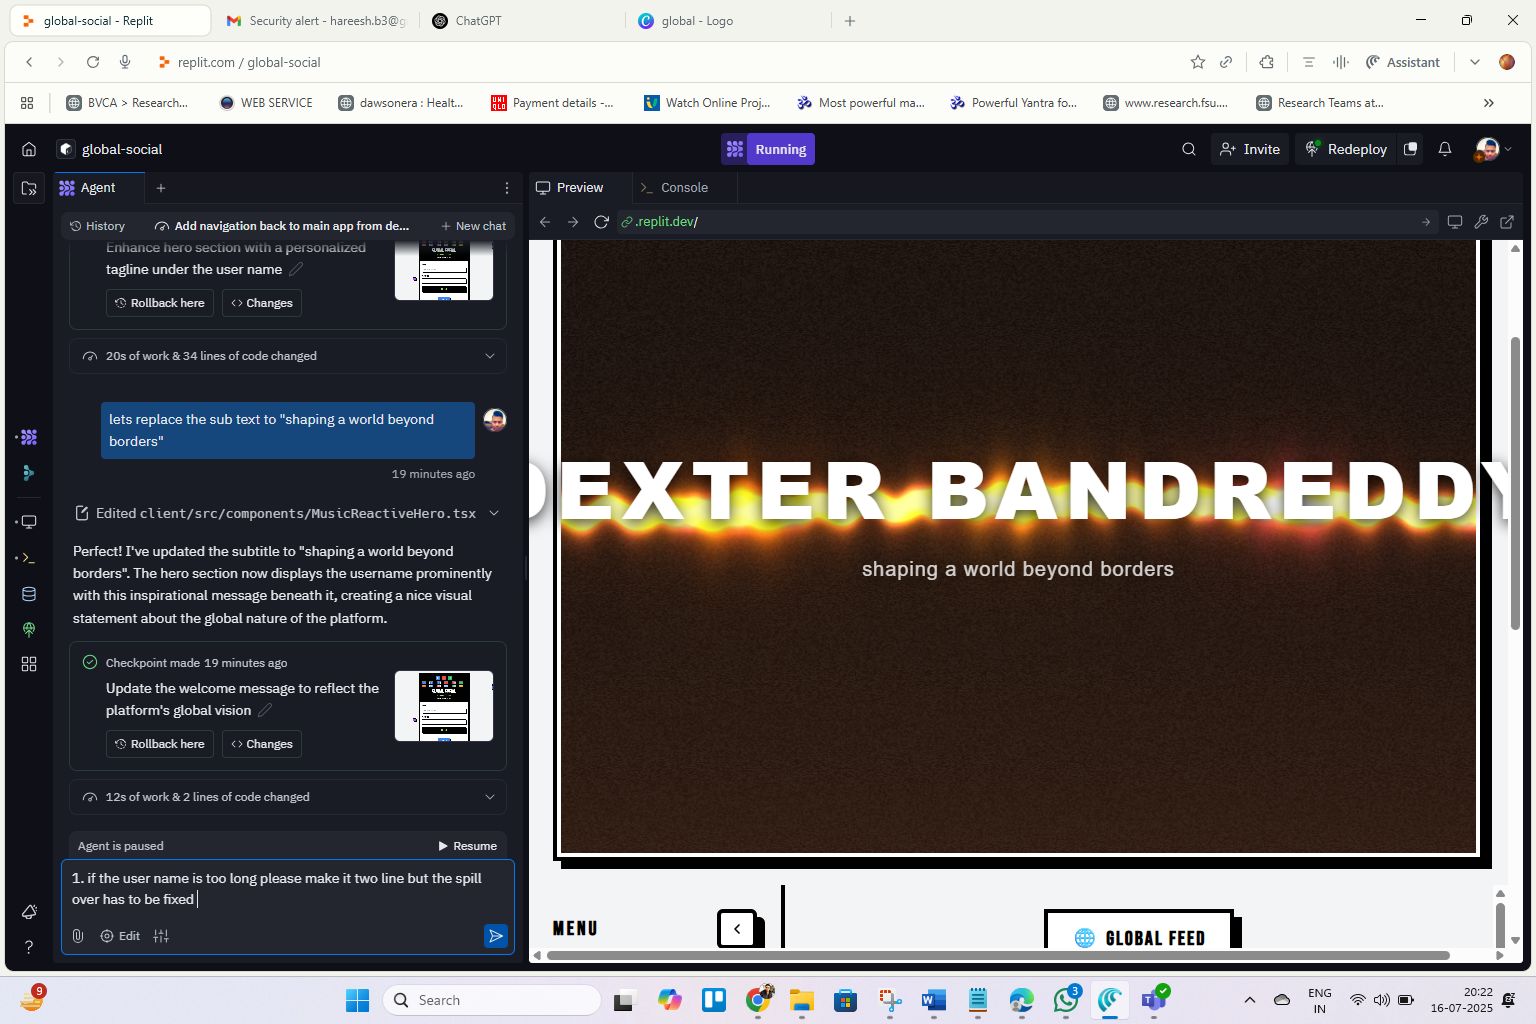 global-social - Replit
Security alert - hareesh.b3@g
ChatGPT
global - Logo
replit.com / global-social
Assistant
BVCA > Research...
WEB SERVICE
dawsonera : Healt...
Payment details -...
Watch Online Proj...
Most powerful ma...
Powerful Yantra fo...
www.research.fsu....
Research Teams at...
global-social
Running
Invite
Redeploy
Agent
Preview
Console
History
Add navigation back to main app from de...
New chat
.replit.dev/
Enhance hero section with a personalized
tagline under the user name
Rollback here
Changes
20s of work & 34 lines of code changed
lets replace the sub text to "shaping a world beyond
borders"
19 minutes ago
Edited client/src/components/MusicReactiveHero.tsx
Perfect! I've updated the subtitle to "shaping a world beyond
borders". The hero section now displays the username prominently
with this inspirational message beneath it, creating a nice visual
statement about the global nature of the platform.
Checkpoint made 19 minutes ago
Update the welcome message to reflect the
platform's global vision
Rollback here
Changes
12s of work & 2 lines of code changed
Agent is paused
Resume
1. if the user name is too long please make it two line but the spill
over has to be fixed
Edit
DEXTER BANDREDDY
shaping a world beyond borders
MENU
GLOBAL FEED
9
Search
3
ENG
IN
20:22
16-07-2025